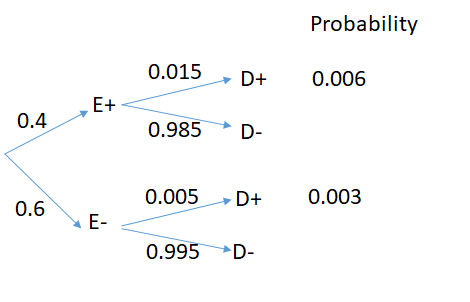 Probability
0.015 D+ 0.006
0.4 E+
0.985 D-
0.6 E-
0.005 D+ 0.003
0.995 D-